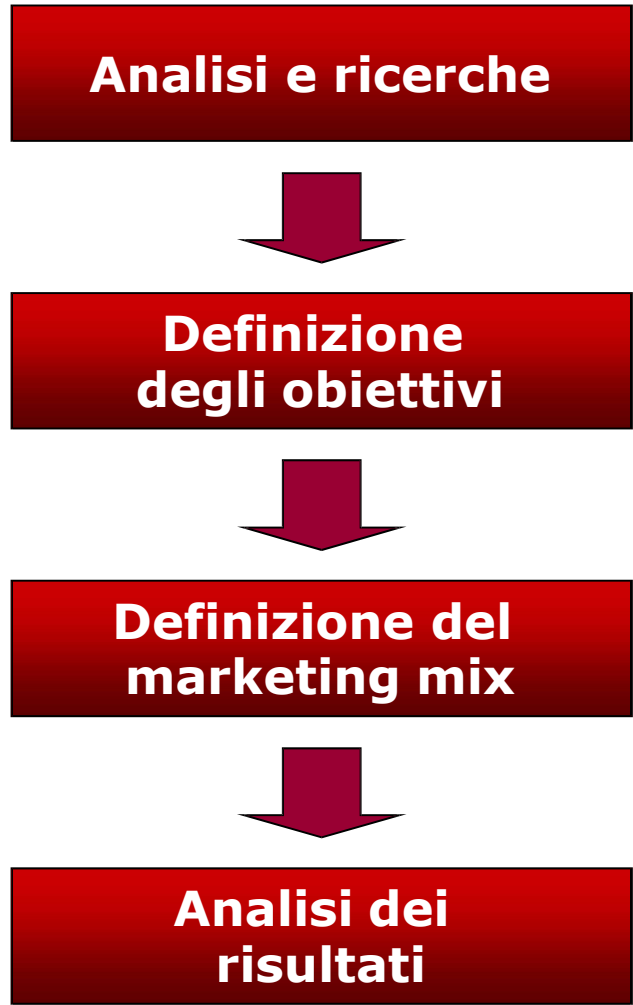 Analisi e ricerche
Definizione
degli obiettivi
Definizione del
marketing mix
Analisi dei
risultati